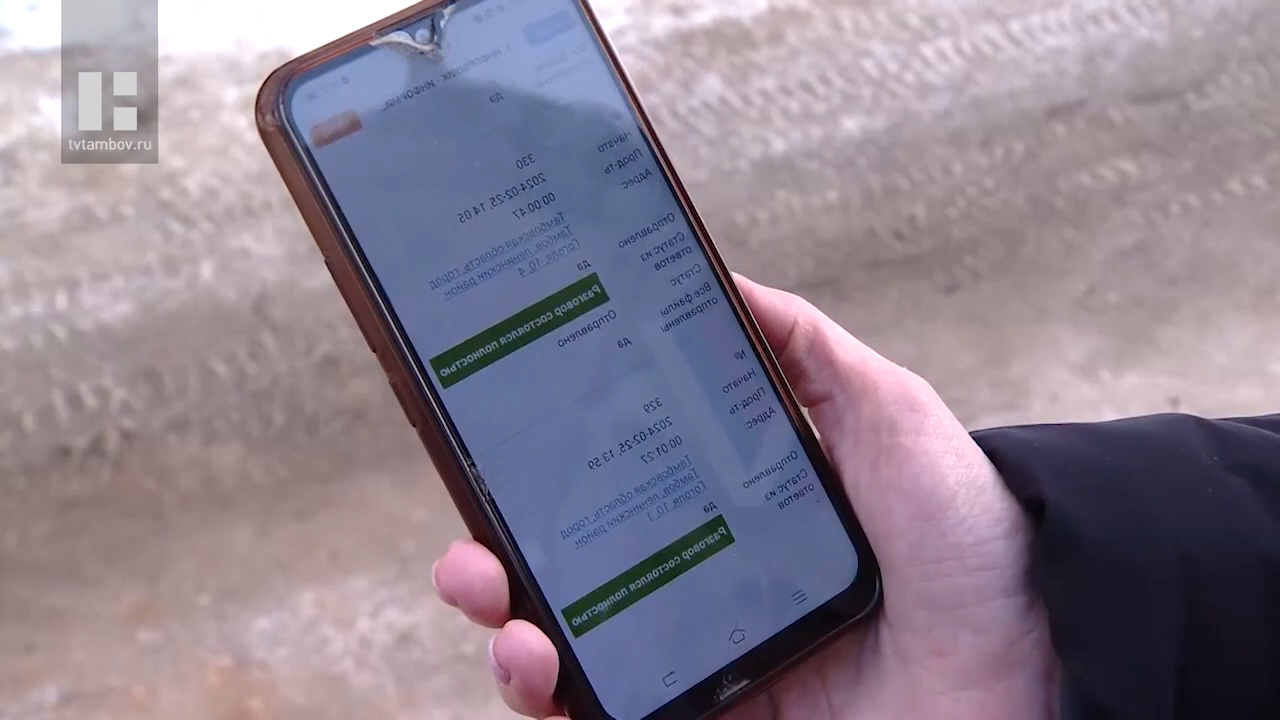 tvtambov.ru
да
№ 330
Начато 2024-02-25, 14:05
Прод-ть 00:00:47
Адрес: Тамбовская область, город
Тамбов, ленинский район,
Гоголя, 10, 4
Отправлено да
Статус из
ответов Разговор состоялся полностью
Статус Отправлено
Все файлы
отправлены да
№ 329
Начато 2024-02-25, 13:59
Прод-ть 00:01:27
Адрес: Тамбовская область, город
Тамбов, ленинский район,
Гоголя, 10, 1
Отправлено да
Статус из
ответов Разговор состоялся полностью